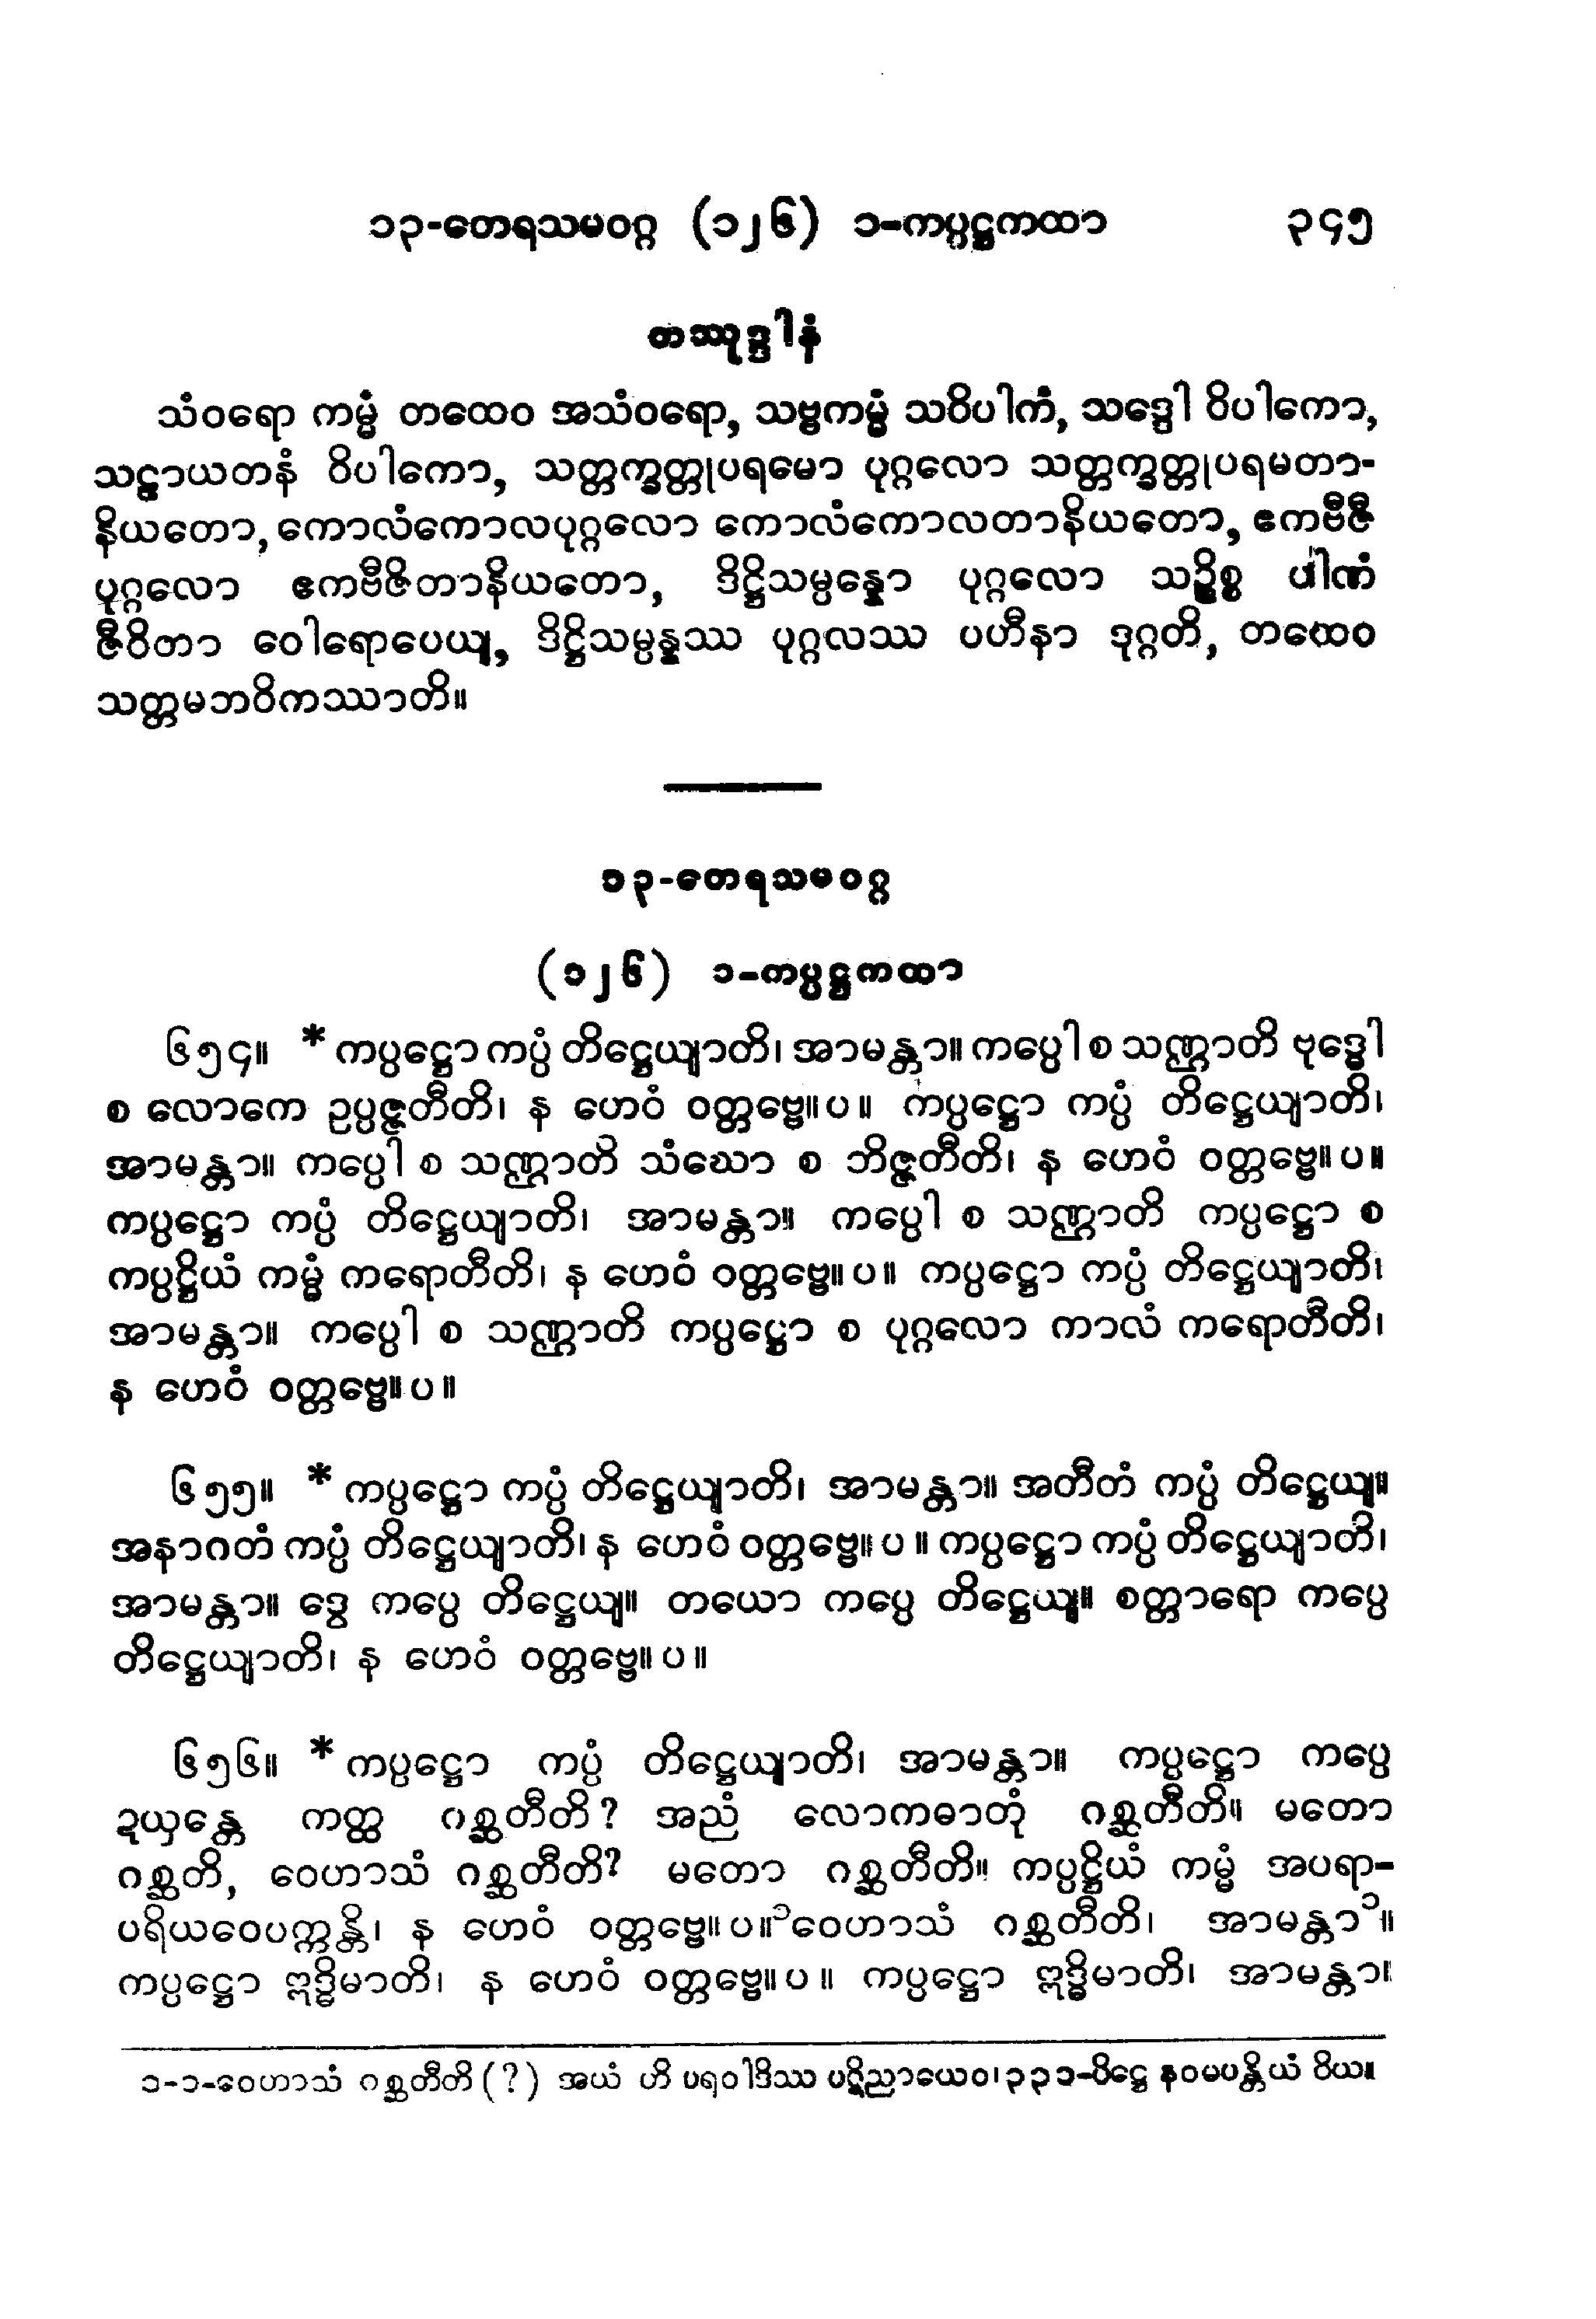 ၁၃-တေရသမဝဂ္ဂ (၁၂၆) ၁-ကပ္ပဋ္ဌကထာ ၃၄၅
တဿုဒ္ဒါနံ
သံဝရော ကမ္မံ တထေဝ အသံဝရော, သဗ္ဗကမ္မံ သဝိပါကံ, သဒ္ဒေါ ဝိပါကော,
သဠာယတနံ ဝိပါကော, သတ္တက္ခတ္တုပရမော ပုဂ္ဂလော သတ္တက္ခတ္တုပရမတာ-
နိယတော, ကောလံကောလပုဂ္ဂလော ကောလံကောလတာနိယတော, ဧကဗီဇီ
ပုဂ္ဂလော ဧကဗီဇိတာနိယတော, ဒိဋ္ဌိသမ္ပန္နော ပုဂ္ဂလော သဉ္စိစ္စ ပါဏံ
ဇီဝိတာ ဝေါရောပေယျ, ဒိဋ္ဌိသမ္ပန္နဿ ပုဂ္ဂလဿ ပဟီနာ ဒုဂ္ဂတိ, တထေဝ
သတ္တမဘဝိကဿာတိ။
၁၃-တေရသမဝဂ္ဂ
(၁၂၆) ၁-ကပ္ပဋ္ဌကထာ
၆၅၄။ * ကပ္ပဋ္ဌော ကပ္ပံ တိဋ္ဌေယျာတိ၊ အာမန္တာ။ ကပ္ပေါ စ သဏ္ဌာတိ ဗုဒ္ဓေါ
စ လောကေ ဥပ္ပဇ္ဇတီတိ၊ န ဟေဝံ ဝတ္တဗ္ဗေ။ ပ ။ ကပ္ပဋ္ဌော ကပ္ပံ တိဋ္ဌေယျာတိ၊
အာမန္တာ။ ကပ္ပေါ စ သဏ္ဌာတိ သံဃော စ ဘိဇ္ဇတီတိ၊ န ဟေဝံ ဝတ္တဗ္ဗေ။ ပ။
ကပ္ပဋ္ဌော ကပ္ပံ တိဋ္ဌေယျာတိ၊ အာမန္တာ။ ကပ္ပေါ စ သဏ္ဌာတိ ကပ္ပဋ္ဌော စ
ကပ္ပဋ္ဌိယံ ကမ္မံ ကရောတီတိ၊ န ဟေဝံ ဝတ္တဗ္ဗေ။ ပ။ ကပ္ပဋ္ဌော ကပ္ပံ တိဋ္ဌေယျာတိ၊
အာမန္တာ။ ကပ္ပေါ စ သဏ္ဌာတိ ကပ္ပဋ္ဌော စ ပုဂ္ဂလော ကာလံ ကရောတီတိ၊
န ဟေဝံ ဝတ္တဗ္ဗေ။ ပ ။
၆၅၅။ * ကပ္ပဋ္ဌော ကပ္ပံ တိဋ္ဌေယျာတိ၊ အာမန္တာ။ အတီတံ ကပ္ပံ တိဋ္ဌေယျ။
အနာဂတံ ကပ္ပံ တိဋ္ဌေယျာတိ၊ န ဟေဝံ ဝတ္တဗ္ဗေ။ ပ ။ ကပ္ပဋ္ဌော ကပ္ပံ တိဋ္ဌေယျာတိ၊
အာမန္တာ။ ဒွေ ကပ္ပေ တိဋ္ဌေယျ။ တယော ကပ္ပေ တိဋ္ဌေယျ။ စတ္တာရော ကပ္ပေ
တိဋ္ဌေယျာတိ၊ န ဟေဝံ ဝတ္တဗ္ဗေ။ ပ ။
၆၅၆။ * ကပ္ပဋ္ဌော ကပ္ပံ တိဋ္ဌေယျာတိ၊ အာမန္တာ။ ကပ္ပဋ္ဌော ကပ္ပေ
ဍယှန္တေ ကတ္ထ ဂစ္ဆတီတိ? အညံ လောကဓာတုံ ဂစ္ဆတီတိ။ မတော
ဂစ္ဆတိ, ဝေဟာသံ ဂစ္ဆတီတိ? မတော ဂစ္ဆတီတိ။ ကပ္ပဋ္ဌိယံ ကမ္မံ အပရာ-
ပရိယဝေပက္ကန္တိ၊ န ဟေဝံ ဝတ္တဗ္ဗေ။ ပ။ ၁ဝေဟာသံ ဂစ္ဆတီတိ၊ အာမန္တာ၁။
ကပ္ပဋ္ဌော ဣဒ္ဓိမာတိ၊ န ဟေဝံ ဝတ္တဗ္ဗေ။ ပ ။ ကပ္ပဋ္ဌော ဣဒ္ဓိမာတိ၊ အာမန္တာ။
၁-၁-ဝေဟာသံ ဂစ္ဆတီတိ (?) အယံ ဟိ ပရဝါဒိဿ ပဋိညာယေဝ၊ ၃၃၁-ပိဋ္ဌေ နဝမပန္တိယံ ဝိယ။